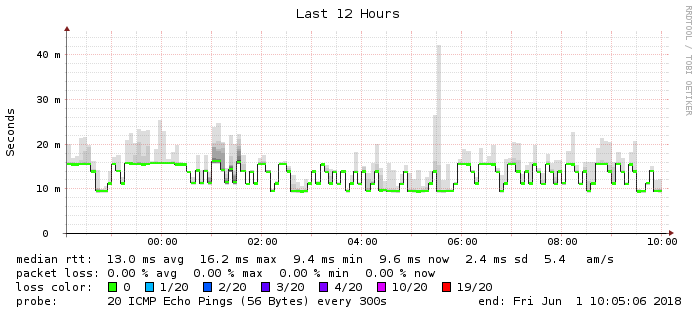 Last 12 Hours
RRDTOOL / TOBI OETIKER
Seconds
40 m
30 m
20 m
10 m
0
00:00 02:00 04:00 06:00 08:00 10:00
median rtt: 13.0 ms avg 16.2 ms max 9.4 ms min 9.6 ms now 2.4 ms sd 5.4 am/s
packet loss: 0.00 % avg 0.00 % max 0.00 % min 0.00 % now
loss color: 0 1/20 2/20 3/20 4/20 10/20 19/20
probe: 20 ICMP Echo Pings (56 Bytes) every 300s end: Fri Jun 1 10:05:06 2018